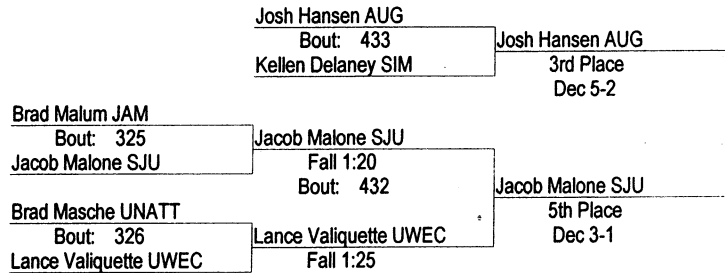 Josh Hansen AUG
Bout: 433
Kellen Delaney SIM
Josh Hansen AUG
3rd Place
Dec 5-2
Brad Malum JAM
Bout: 325
Jacob Malone SJU
Jacob Malone SJU
Fall 1:20
Bout: 432
Brad Masche UNATT
Bout: 326
Lance Valiquette UWEC
Lance Valiquette UWEC
Fall 1:25
Jacob Malone SJU
5th Place
Dec 3-1